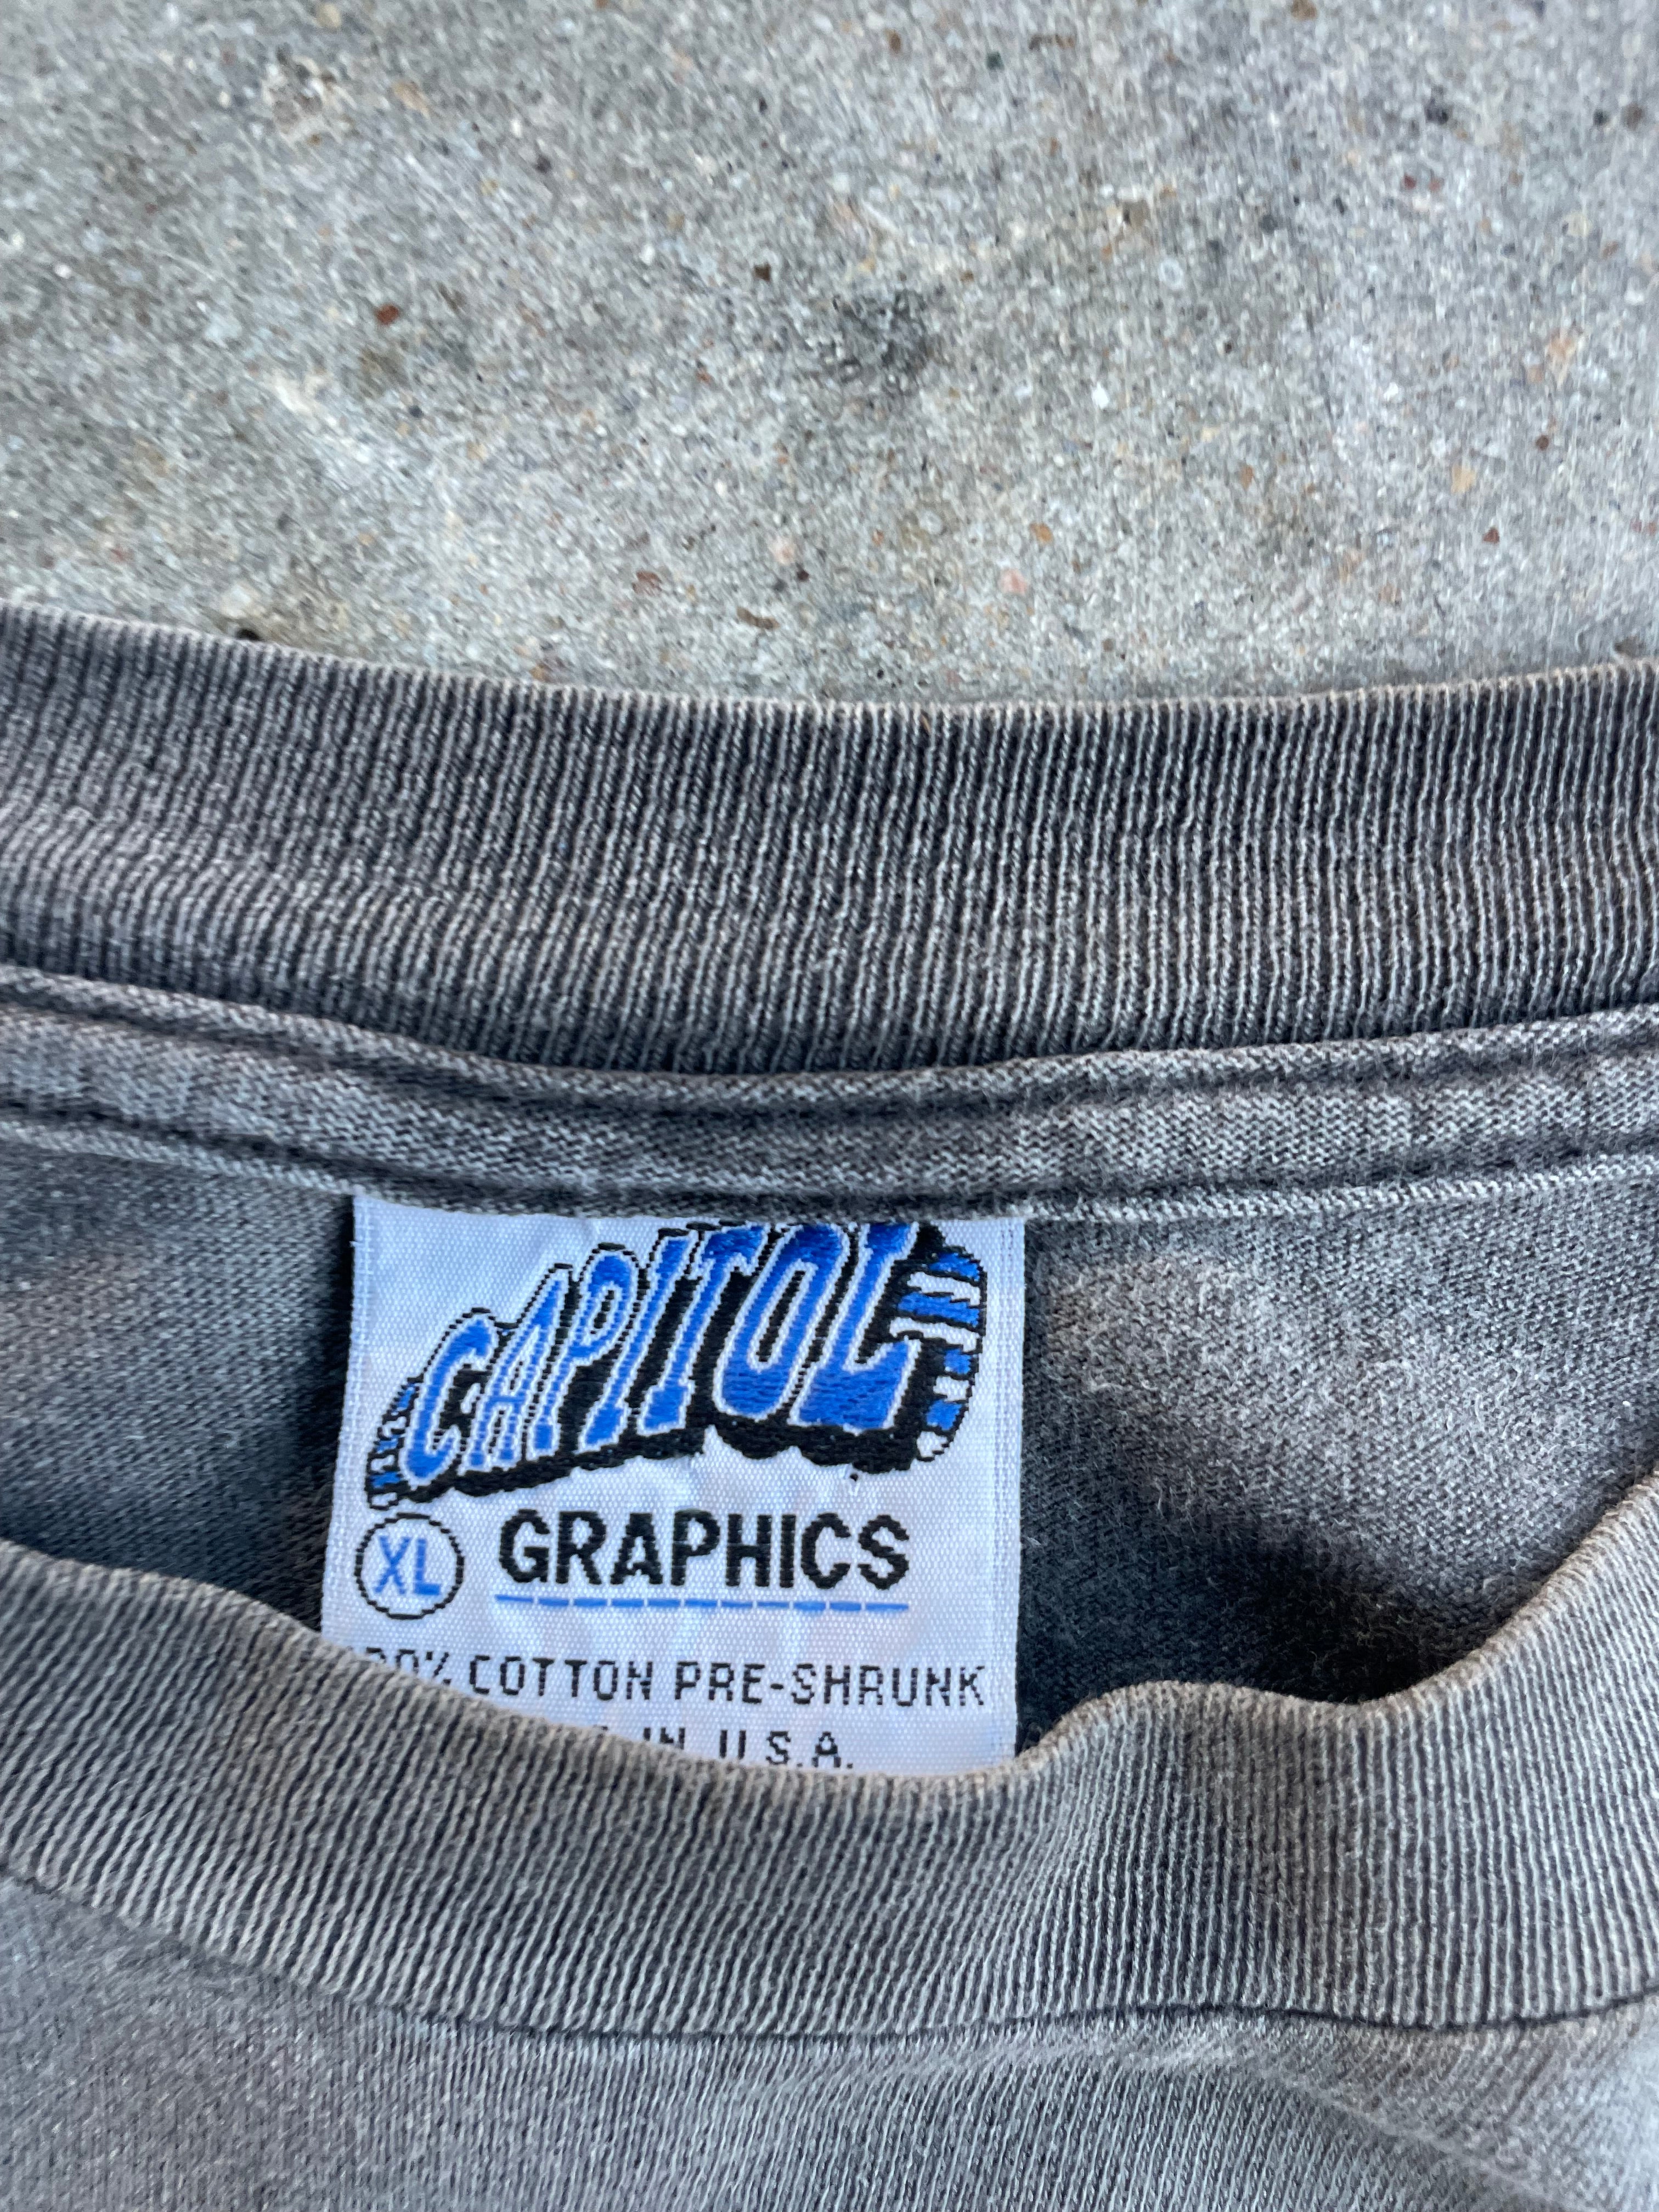 CAPITOL
XL GRAPHICS
COTTON PRE-SHRUNK
IN U.S.A.